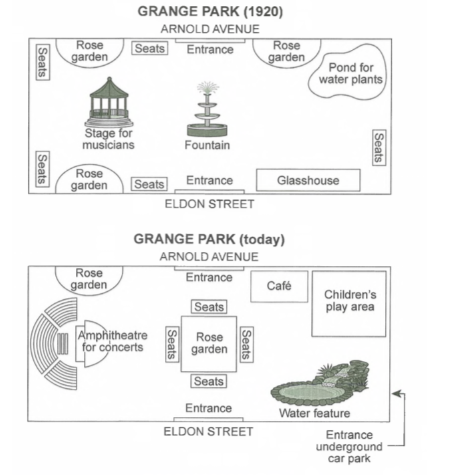 GRANGE PARK (1920)
ARNOLD AVENUE
Rose
garden
Seats
Entrance
Rose
garden
Seats
Pond for
water plants
Stage for
musicians
Fountain
Seats
Seats
Rose
garden
Seats
Entrance
Glasshouse
ELDON STREET
GRANGE PARK (today)
ARNOLD AVENUE
Rose
garden
Entrance
Café
Children's
play area
Seats
Amphitheatre
for concerts
Seats
Rose
garden
Seats
Seats
Entrance
Water feature
ELDON STREET
Entrance
underground
car park